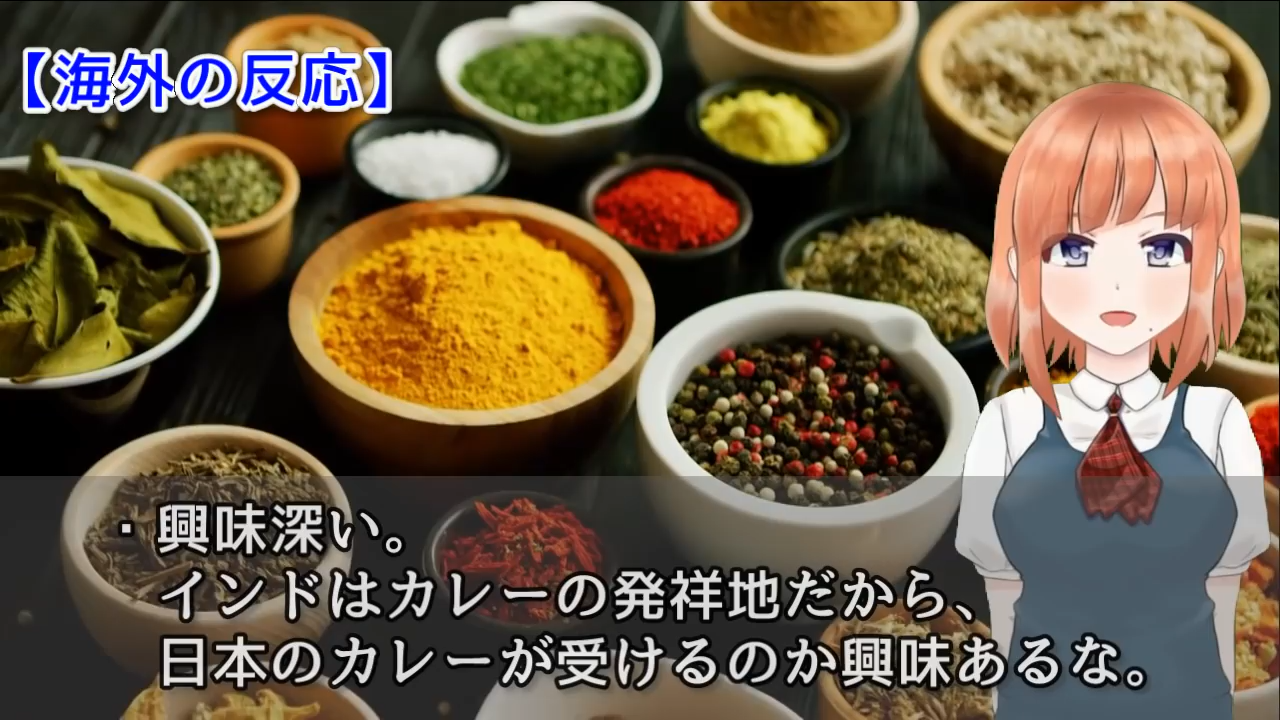 【海外の反応】
・興味深い。
インドはカレーの発祥地だから、
日本のカレーが受けるのか興味あるな。